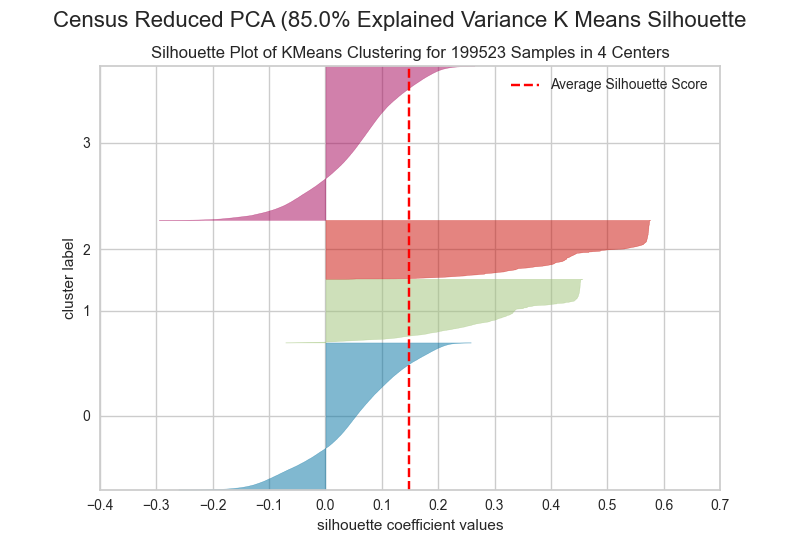 Census Reduced PCA (85.0% Explained Variance K Means Silhouette
Silhouette Plot of KMeans Clustering for 199523 Samples in 4 Centers
Average Silhouette Score
3
2
1
0
cluster label
−0.4 −0.3 −0.2 −0.1 0.0 0.1 0.2 0.3 0.4 0.5 0.6 0.7
silhouette coefficient values